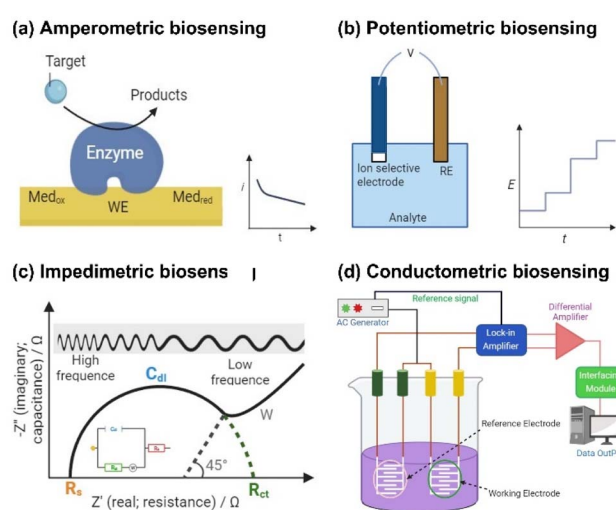 (a) Amperometric biosensing
Target
Products
Enzyme
Medox
WE
Medred
i
t
(b) Potentiometric biosensing
V
Ion selective
electrode
RE
Analyte
E
t
(c) Impedimetric biosens
-Z" (imaginary;
capacitance) / Ω
High
frequence
Low
frequence
Cdl
W
45°
Rs
Rct
Z' (real; resistance) / Ω
(d) Conductometric biosensing
Reference signal
AC Generator
Lock-in
Amplifier
Differential
Amplifier
Interfacing
Module
Data OutP
Reference Electrode
Working Electrode